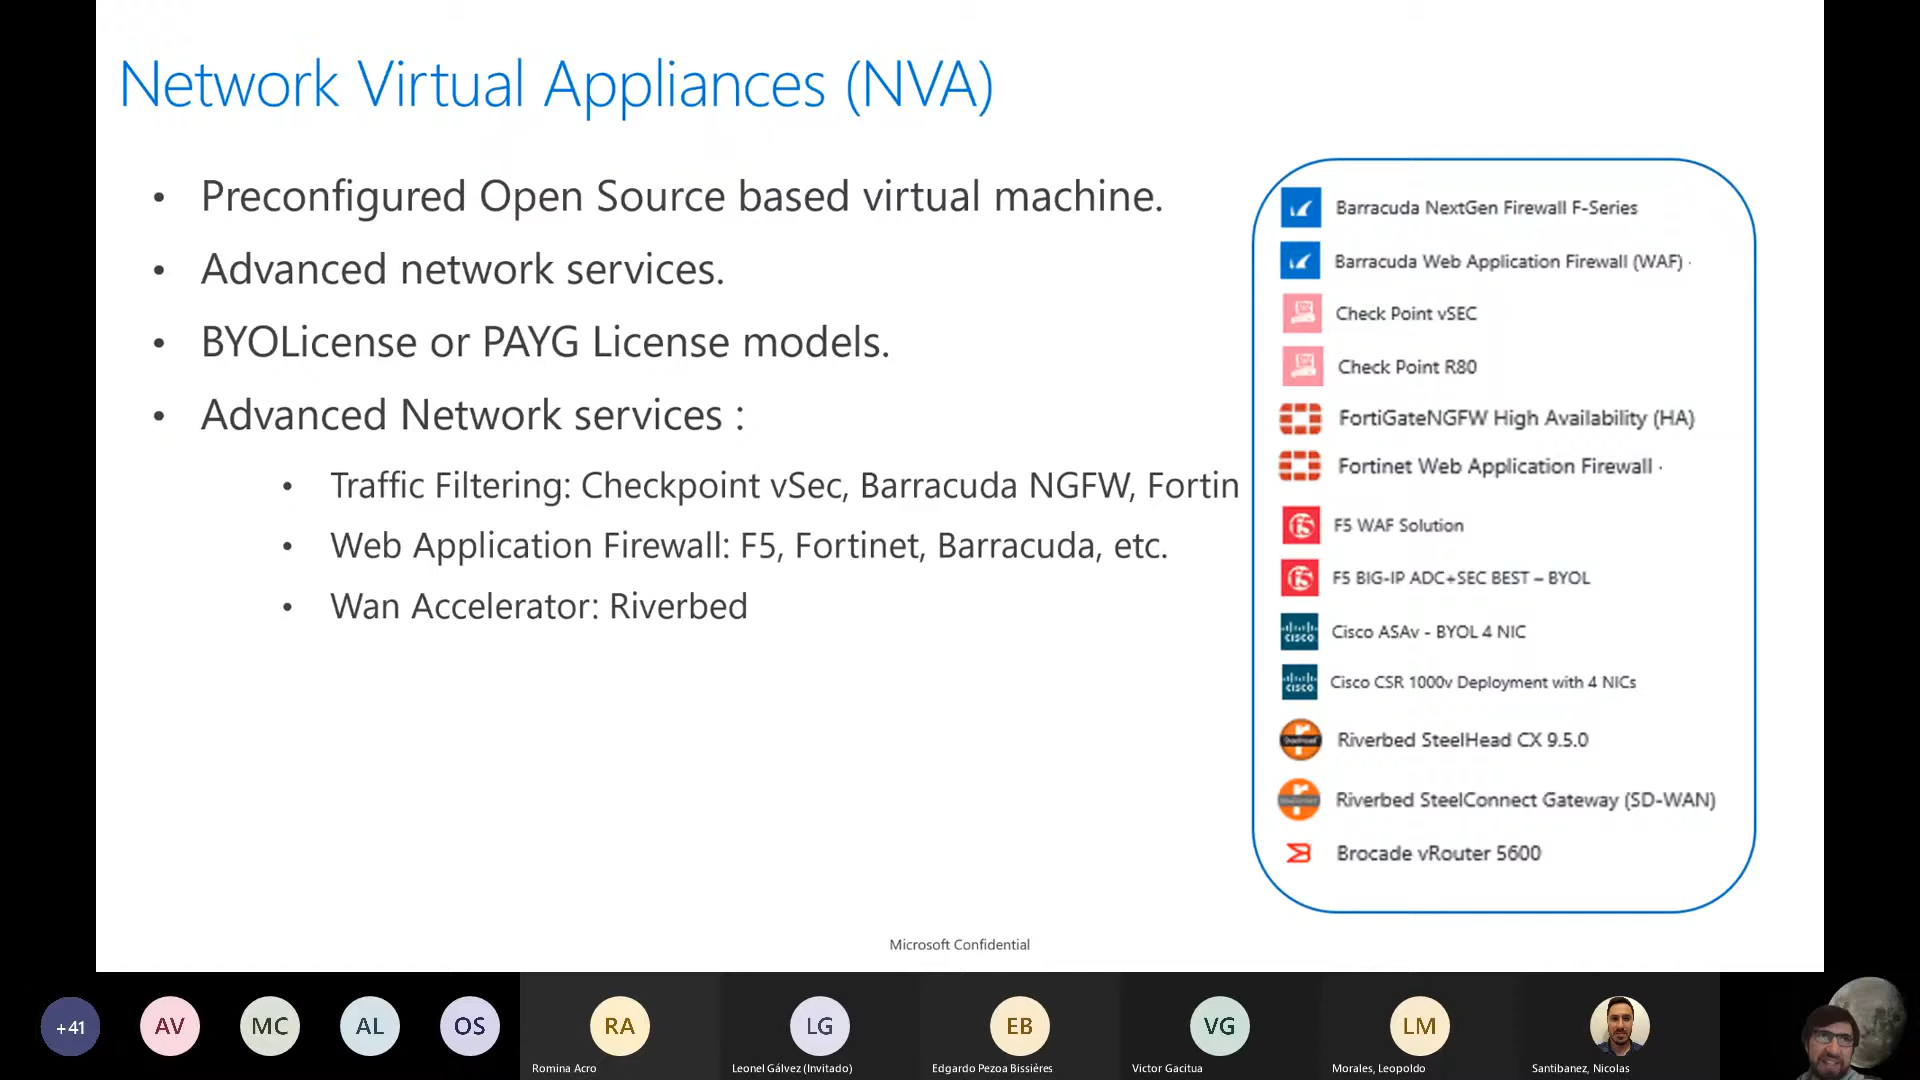 Network Virtual Appliances (NVA)
• Preconfigured Open Source based virtual machine.
• Advanced network services.
• BYOLicense or PAYG License models.
• Advanced Network services :
• Traffic Filtering: Checkpoint vSec, Barracuda NGFW, Fortin
• Web Application Firewall: F5, Fortinet, Barracuda, etc.
• Wan Accelerator: Riverbed
Barracuda NextGen Firewall F-Series
Barracuda Web Application Firewall (WAF) ·
Check Point vSEC
Check Point R80
FortiGateNGFW High Availability (HA)
Fortinet Web Application Firewall ·
F5 WAF Solution
F5 BIG-IP ADC+SEC BEST – BYOL
cisco Cisco ASAv - BYOL 4 NIC
cisco Cisco CSR 1000v Deployment with 4 NICs
Riverbed SteelHead CX 9.5.0
Riverbed SteelConnect Gateway (SD-WAN)
Brocade vRouter 5600
Microsoft Confidential
+41 AV MC AL OS RA LG EB VG LM
Romina Acro Leonel Gálvez (Invitado) Edgardo Pezoa Bissiéres Victor Gacitua Morales, Leopoldo Santibanez, Nicolas